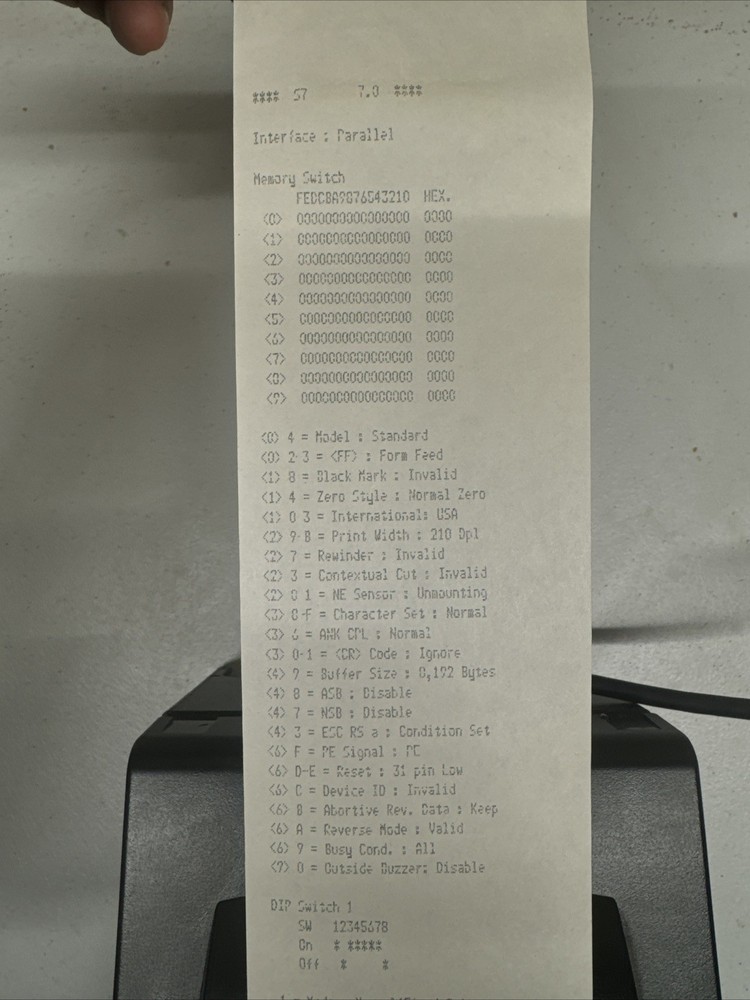 **** S7 7.0 ****
Interface : Parallel
Memory Switch
FEDCBA9876543210 HEX.
<0> 0000000000000000 0000
<1> 0000000000000000 0000
<2> 0000000000000000 0000
<3> 0000000000000000 0000
<4> 0000000000000000 0000
<5> 0000000000000000 0000
<6> 0000000000000000 0000
<7> 0000000000000000 0000
<8> 0000000000000000 0000
<9> 0000000000000000 0000
<0> 4 = Model : Standard
<0> 2-3 = <FF> : Form Feed
<1> 8 = Black Mark : Invalid
<1> 4 = Zero Style : Normal Zero
<1> 0-3 = International: USA
<2> 9-B = Print Width : 210 Dpl
<2> 7 = Rewinder : Invalid
<2> 3 = Contextual Cut : Invalid
<2> 0-1 = NE Sensor : Unmounting
<3> C-F = Character Set : Normal
<3> 6 = ANK CPL : Normal
<3> 0-1 = <CR> Code : Ignore
<4> 9 = Buffer Size : 8,192 Bytes
<4> 8 = ASB : Disable
<4> 7 = NSB : Disable
<4> 3 = ESC RS a : Condition Set
<6> F = PE Signal : PE
<6> D-E = Reset : 31 pin Low
<6> C = Device ID : Invalid
<6> B = Abortive Rev. Data : Keep
<6> A = Reverse Mode : Valid
<6> 9 = Busy Cond. : All
<9> 0 = Outside Buzzer: Disable
DIP Switch 1
SW 12345678
On * *****
Off * *